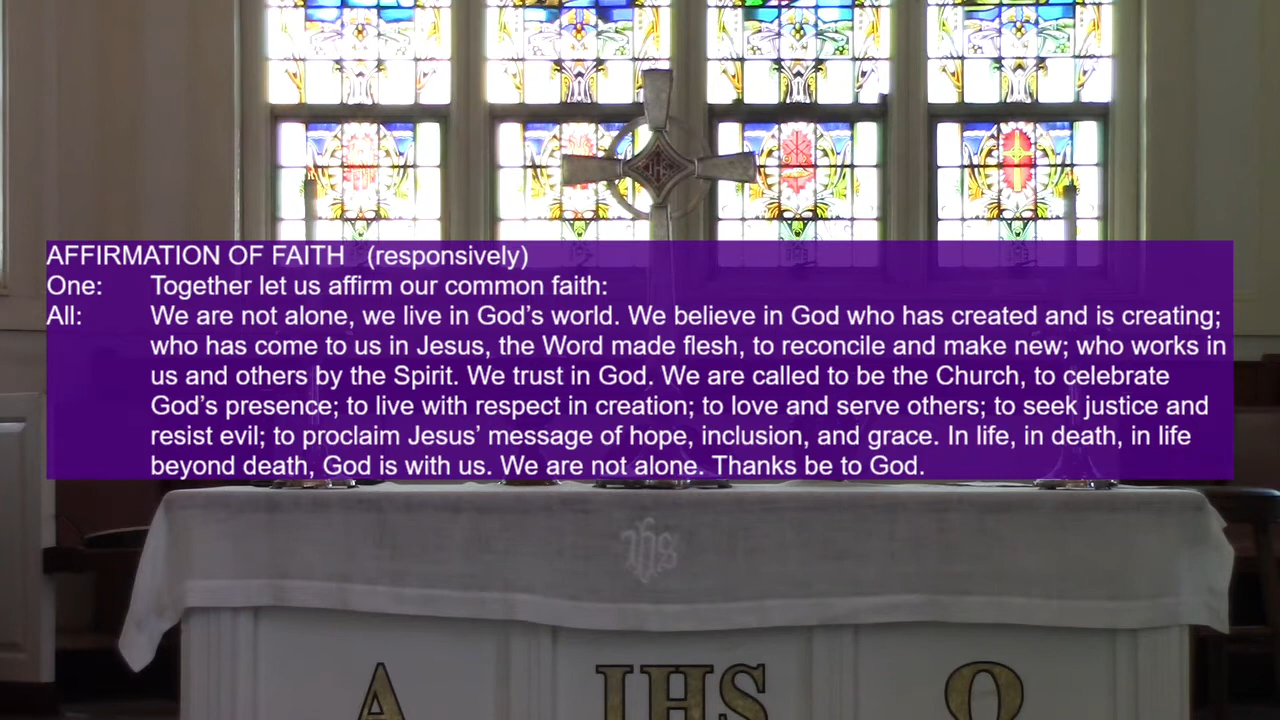 IHS
AFFIRMATION OF FAITH (responsively)
One: Together let us affirm our common faith:
All: We are not alone, we live in God’s world. We believe in God who has created and is creating;
who has come to us in Jesus, the Word made flesh, to reconcile and make new; who works in
us and others by the Spirit. We trust in God. We are called to be the Church, to celebrate
God’s presence; to live with respect in creation; to love and serve others; to seek justice and
resist evil; to proclaim Jesus’ message of hope, inclusion, and grace. In life, in death, in life
beyond death, God is with us. We are not alone. Thanks be to God.
ihs
A IHS O